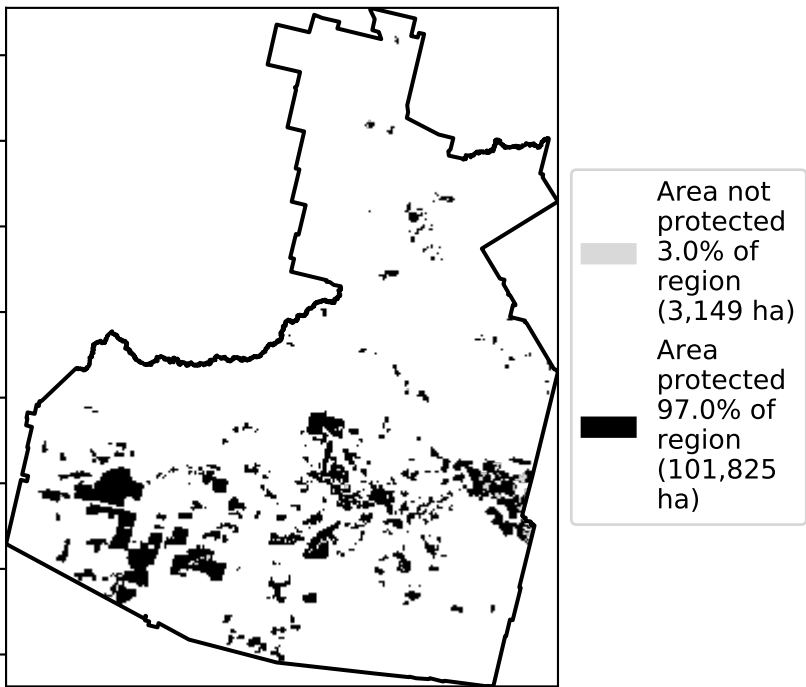 Area not
protected
3.0% of
region
(3,149 ha)
Area
protected
97.0% of
region
(101,825
ha)